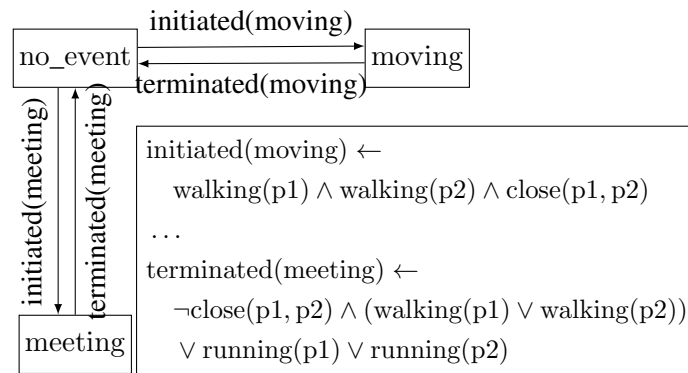 initiated(moving)
no_event
moving
terminated(moving)
initiated(meeting)
terminated(meeting)
initiated(moving) ←
walking(p1) ∧ walking(p2) ∧ close(p1, p2)
...
terminated(meeting) ←
¬close(p1, p2) ∧ (walking(p1) ∨ walking(p2))
∨ running(p1) ∨ running(p2)
meeting